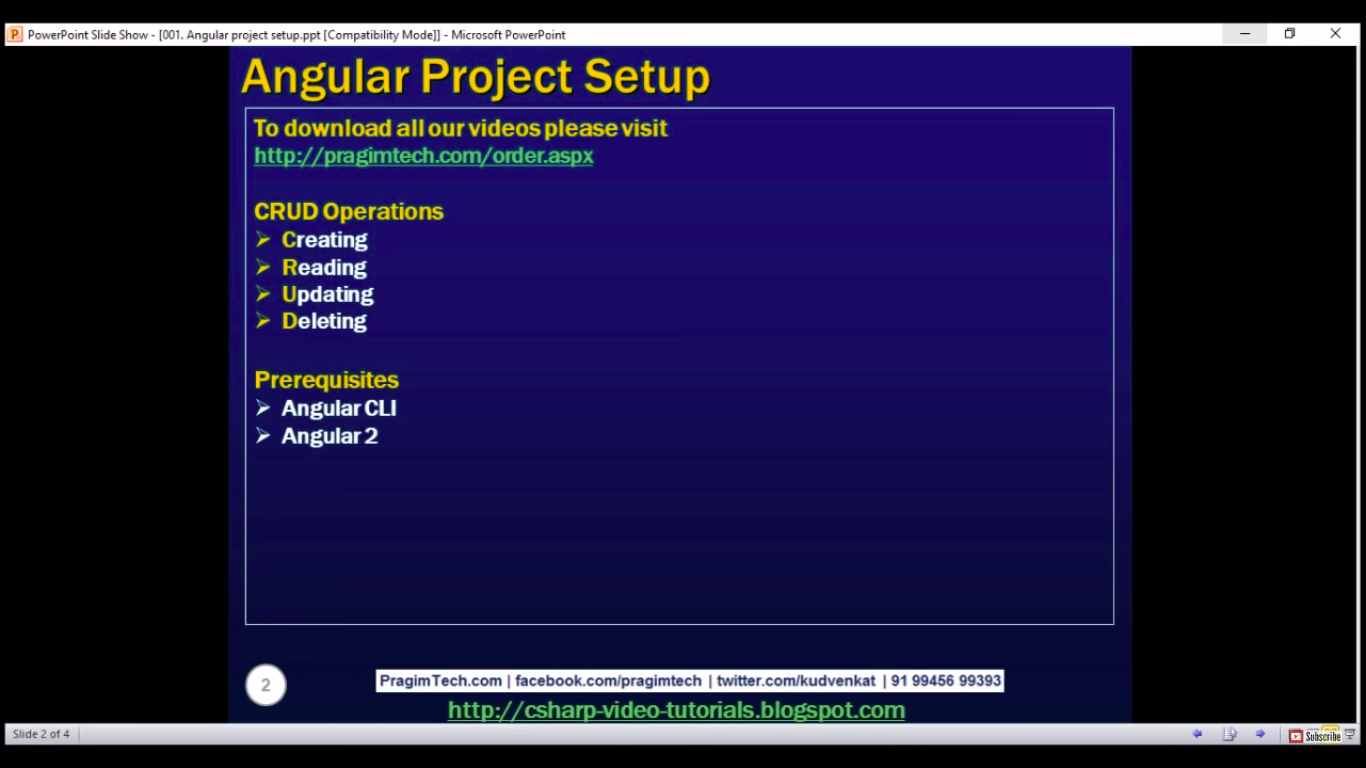 PowerPoint Slide Show - [001. Angular project setup.ppt [Compatibility Mode]] - Microsoft PowerPoint
Angular Project Setup
To download all our videos please visit
http://pragimtech.com/order.aspx
CRUD Operations
Creating
Reading
Updating
Deleting
Prerequisites
Angular CLI
Angular 2
2
PragimTech.com | facebook.com/pragimtech | twitter.com/kudvenkat | 91 99456 99393
http://csharp-video-tutorials.blogspot.com
Slide 2 of 4
Subscribe